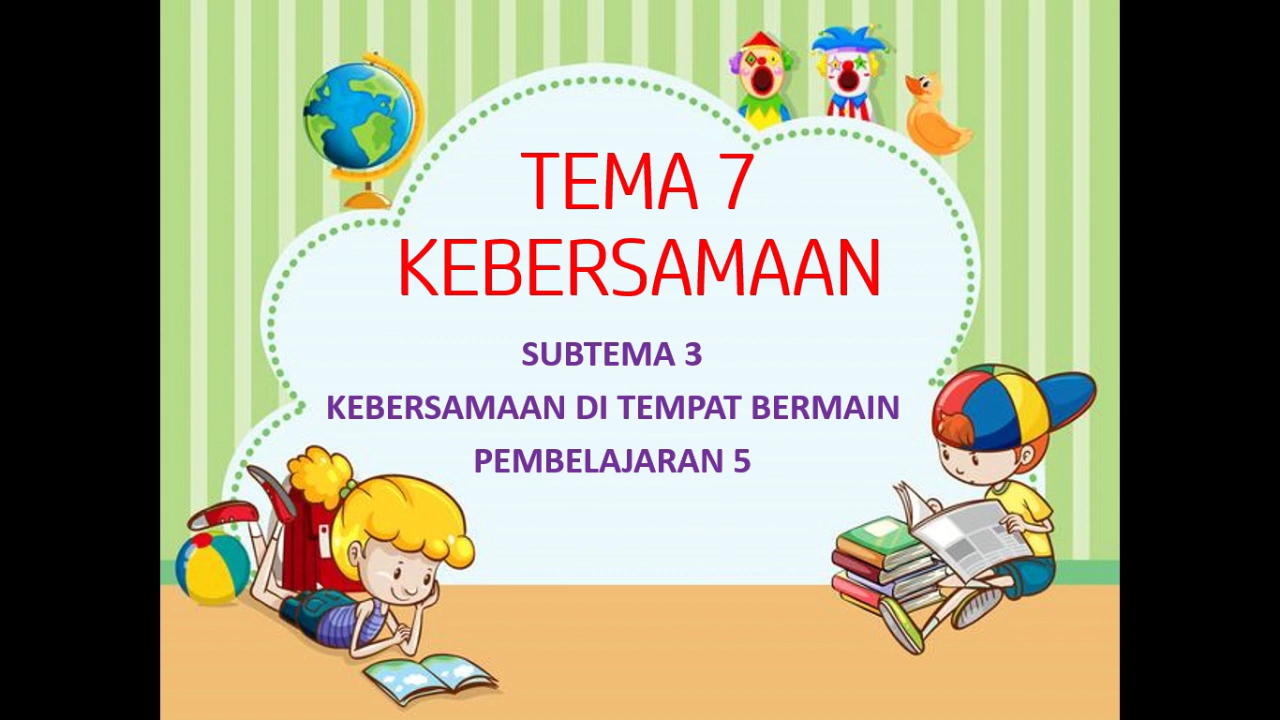 TEMA 7
KEBERSAMAAN
SUBTEMA 3
KEBERSAMAAN DI TEMPAT BERMAIN
PEMBELAJARAN 5